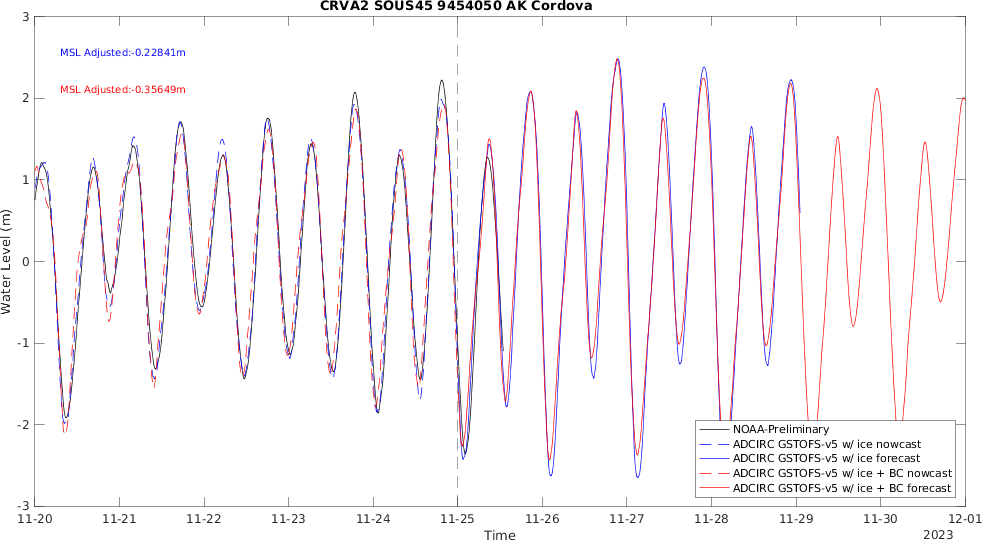 CRVA2 SOUS45 9454050 AK Cordova
MSL Adjusted:-0.22841m
MSL Adjusted:-0.35649m
Water Level (m)
3
2
1
0
-1
-2
-3
NOAA-Preliminary
ADCIRC GSTOFS-v5 w/ ice nowcast
ADCIRC GSTOFS-v5 w/ ice forecast
ADCIRC GSTOFS-v5 w/ ice + BC nowcast
ADCIRC GSTOFS-v5 w/ ice + BC forecast
11-20 11-21 11-22 11-23 11-24 11-25 11-26 11-27 11-28 11-29 11-30 12-01
Time
2023